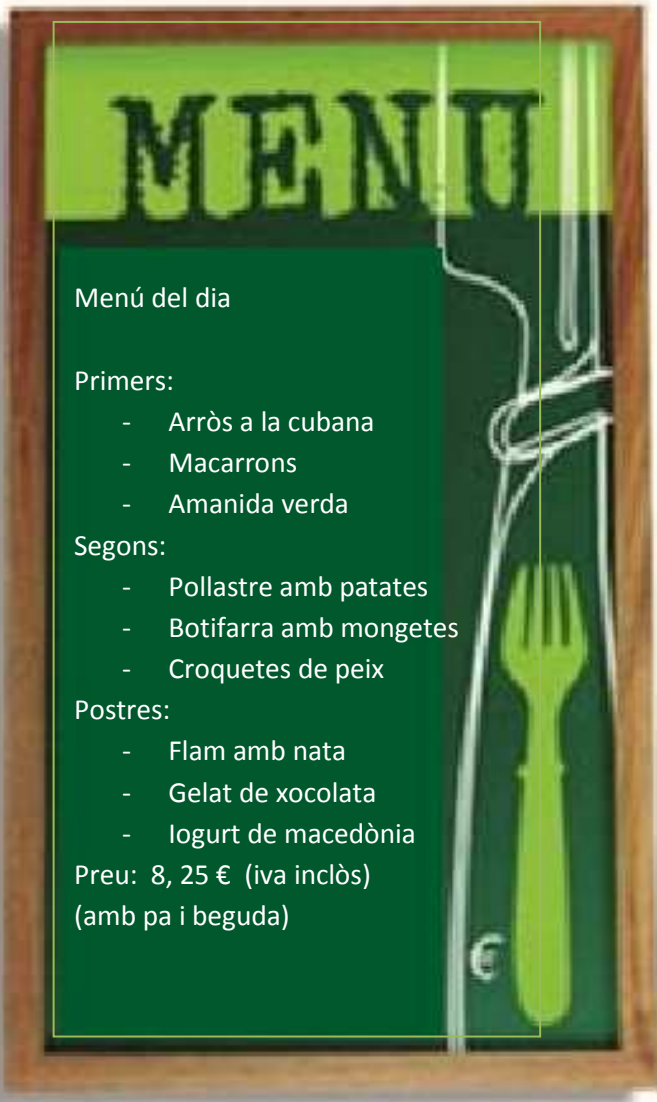 MENU
Menú del dia
Primers:
- Arròs a la cubana
- Macarrons
- Amanida verda
Segons:
- Pollastre amb patates
- Botifarra amb mongetes
- Croquetes de peix
Postres:
- Flam amb nata
- Gelat de xocolata
- Iogurt de macedònia
Preu: 8, 25 € (iva inclòs)
(amb pa i beguda)
€